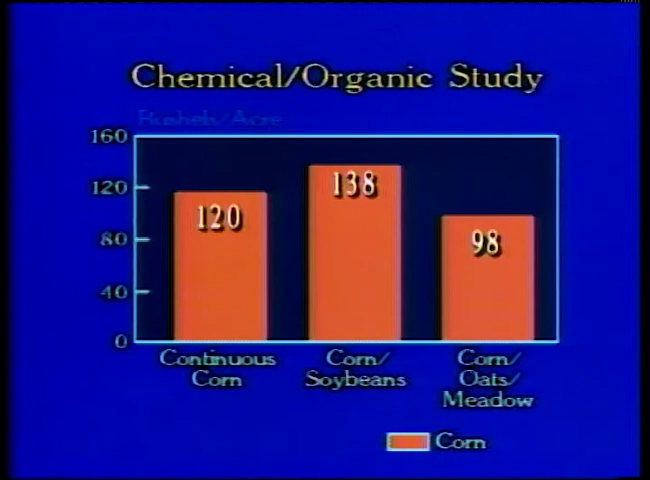 Chemical/Organic Study
Bushels/Acre
160
120
80
40
0
120
138
98
Continuous
Corn
Corn/
Soybeans
Corn/
Oats/
Meadow
Corn